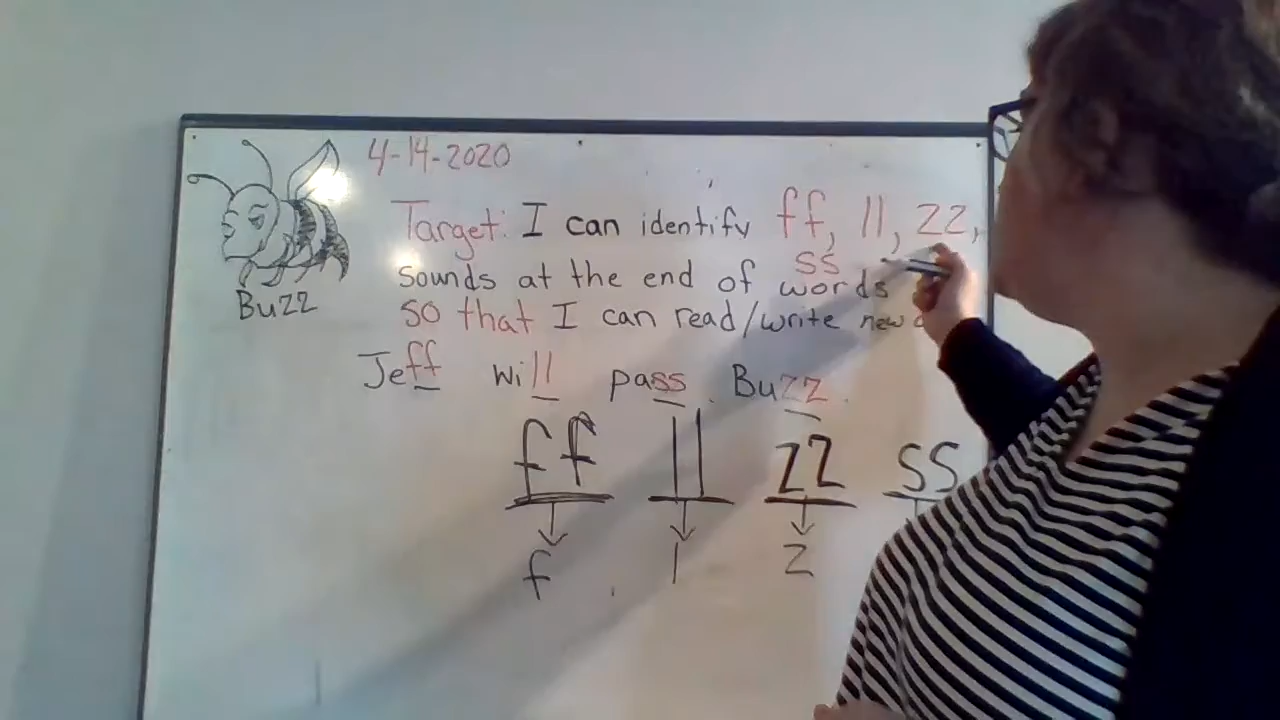 4-14-2020
Target: I can identify ff, ll, zz,
ss
sounds at the end of words
so that I can read/write new
Buzz
Jeff will pass Buzz.
ff ll zz ss
f l z